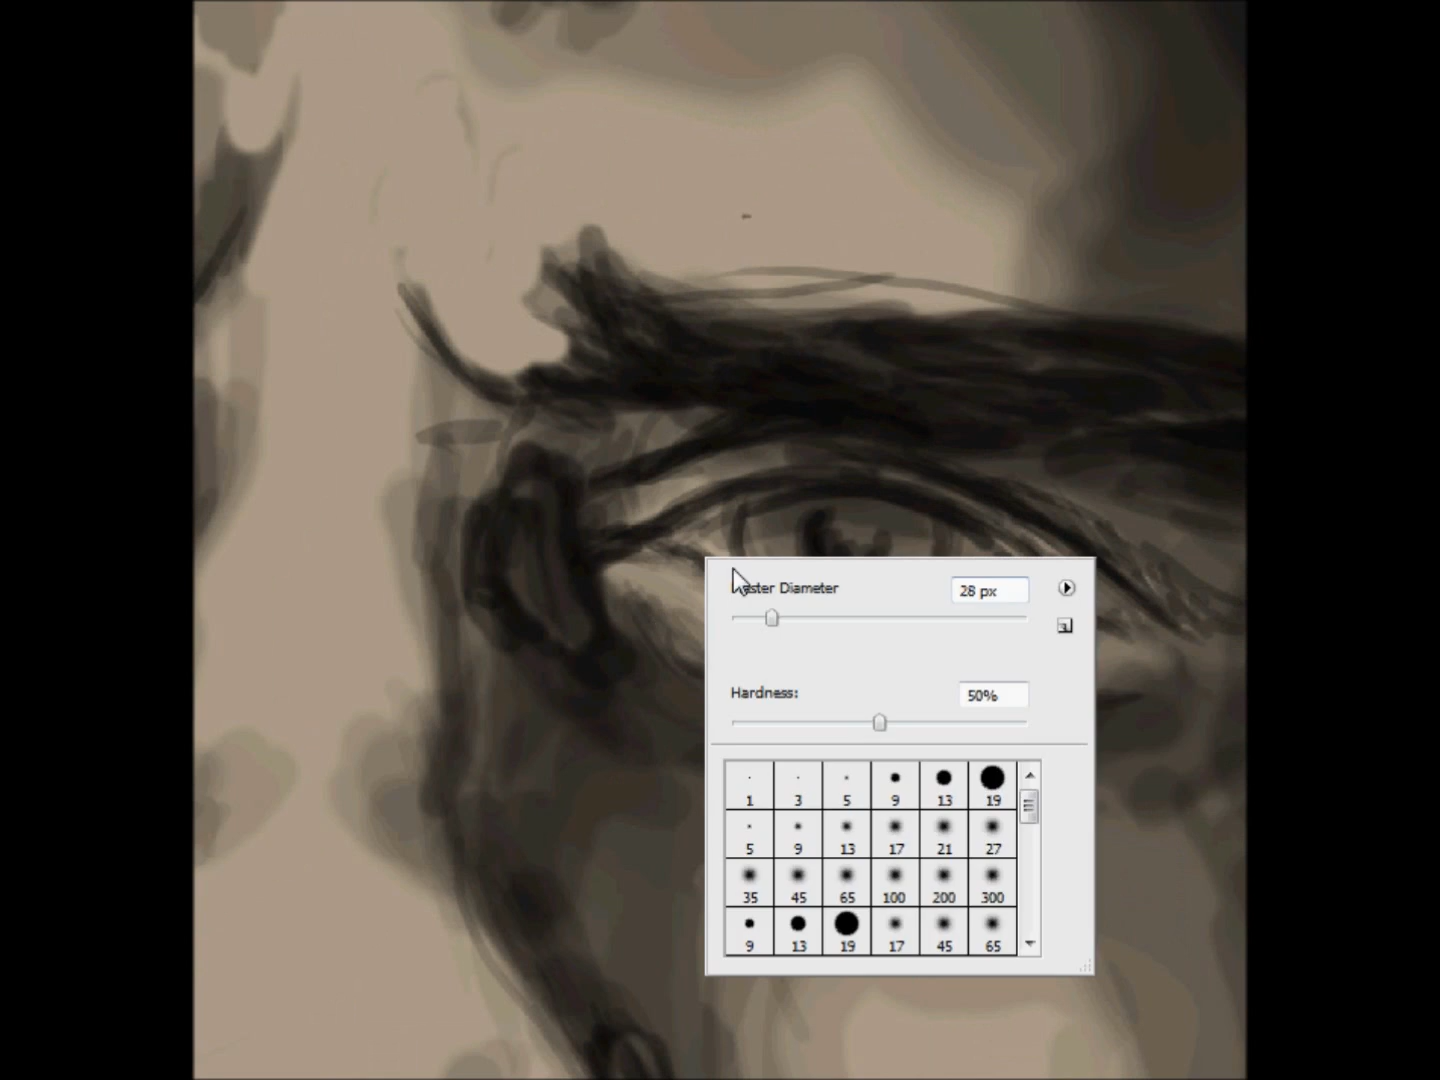 Master Diameter 28 px
Hardness: 50%
1 3 5 9 13 19
5 9 13 17 21 27
35 45 65 100 200 300
9 13 19 17 45 65